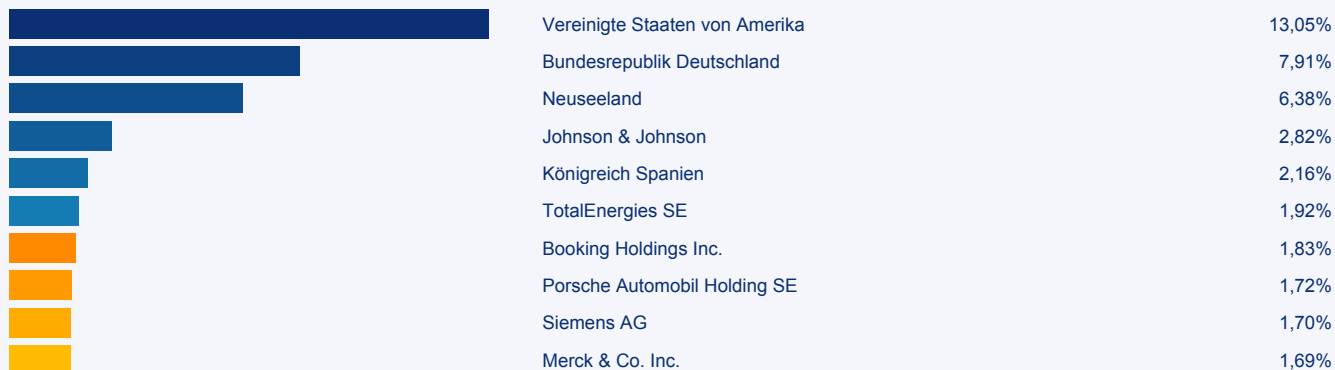 Vereinigte Staaten von Amerika 13,05%
Bundesrepublik Deutschland 7,91%
Neuseeland 6,38%
Johnson & Johnson 2,82%
Königreich Spanien 2,16%
TotalEnergies SE 1,92%
Booking Holdings Inc. 1,83%
Porsche Automobil Holding SE 1,72%
Siemens AG 1,70%
Merck & Co. Inc. 1,69%